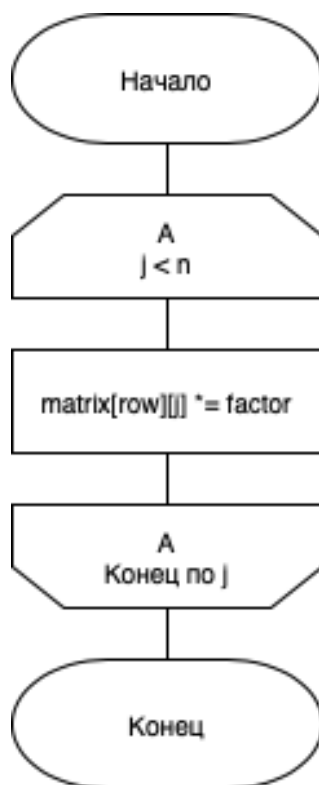 Начало
A
j < n
matrix[row][j] *= factor
A
Конец по j
Конец